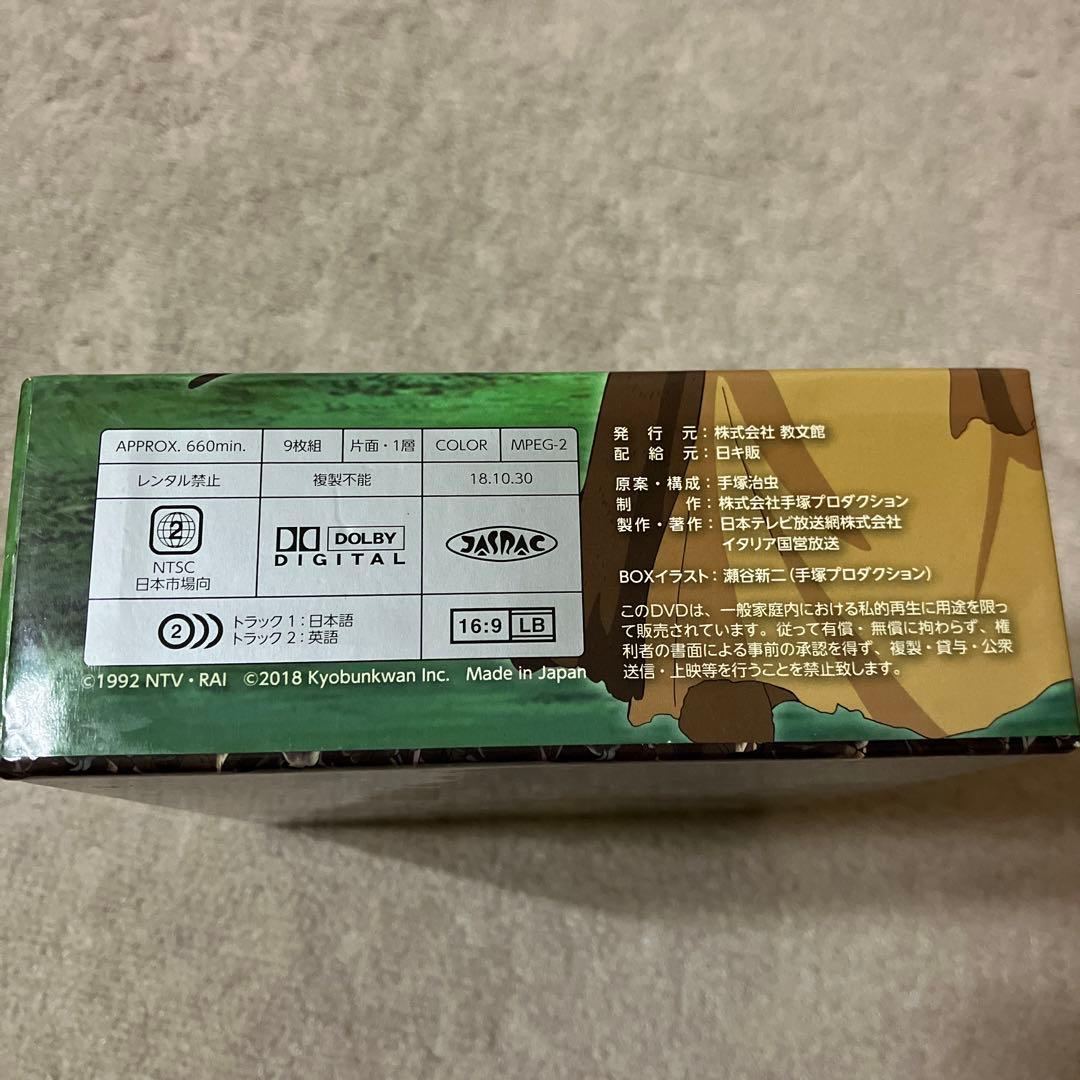 APPROX. 660min.
9枚組
片面・1層
COLOR
MPEG-2
レンタル禁止
複製不能
18.10.30
2
NTSC
日本市場向
DOLBY
DIGITAL
JASRAC
2
トラック 1：日本語
トラック 2：英語
16:9 LB
©1992 NTV・RAI ©2018 Kyobunkwan Inc. Made in Japan
発行元：株式会社 教文館
配給元：日キ販
原案・構成：手塚治虫
制作：株式会社手塚プロダクション
製作・著作：日本テレビ放送網株式会社
イタリア国営放送
BOXイラスト：瀬谷新二（手塚プロダクション）
このDVDは、一般家庭内における私的再生に用途を限っ
て販売されています。従って有償・無償に拘わらず、権
利者の書面による事前の承認を得ず、複製・貸与・公衆
送信・上映等を行うことを禁止致します。